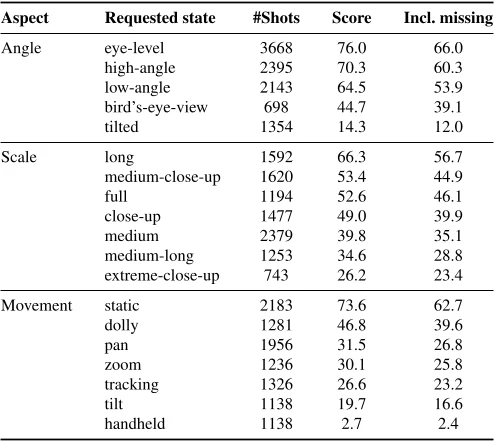 Aspect Requested state #Shots Score Incl. missing
Angle eye-level 3668 76.0 66.0
high-angle 2395 70.3 60.3
low-angle 2143 64.5 53.9
bird's-eye-view 698 44.7 39.1
tilted 1354 14.3 12.0
Scale long 1592 66.3 56.7
medium-close-up 1620 53.4 44.9
full 1194 52.6 46.1
close-up 1477 49.0 39.9
medium 2379 39.8 35.1
medium-long 1253 34.6 28.8
extreme-close-up 743 26.2 23.4
Movement static 2183 73.6 62.7
dolly 1281 46.8 39.6
pan 1956 31.5 26.8
zoom 1236 30.1 25.8
tracking 1326 26.6 23.2
tilt 1138 19.7 16.6
handheld 1138 2.7 2.4